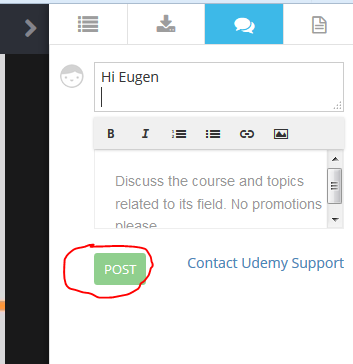 Hi Eugen
B I
Discuss the course and topics
related to its field. No promotions
please
POST
Contact Udemy Support